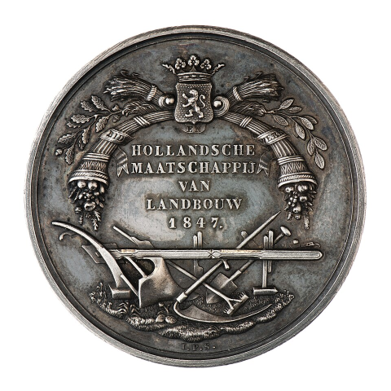 HOLLANDSCHE
MAATSCHAPPIJ
VAN
LANDBOUW
1847.